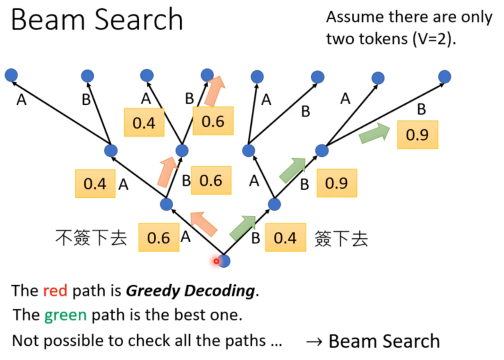 Beam Search
Assume there are only
two tokens (V=2).
A
B
A
B
A
B
A
B
0.4
0.6
0.9
0.4
A
B
0.6
A
B
0.9
不簽下去
0.6
A
B
0.4
簽下去
The red path is Greedy Decoding.
The green path is the best one.
Not possible to check all the paths … → Beam Search